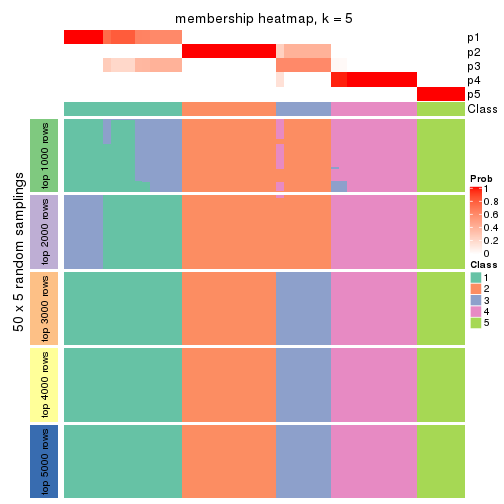 membership heatmap, k = 5
p1
p2
p3
p4
p5
Class
50 x 5 random samplings
top 1000 rows
top 2000 rows
top 3000 rows
top 4000 rows
top 5000 rows
Prob
1
0.8
0.6
0.4
0.2
0
Class
1
2
3
4
5